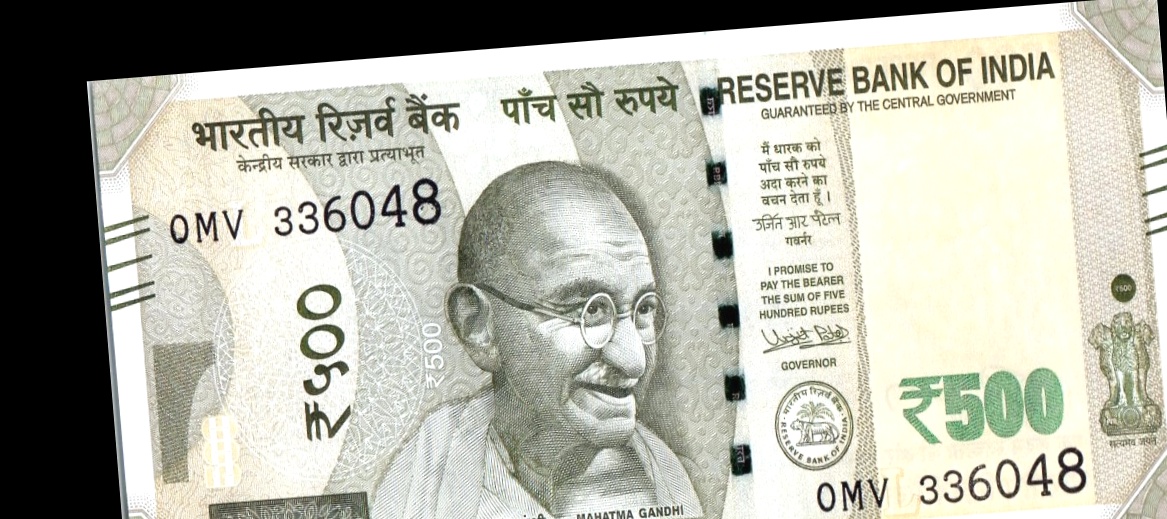 भारतीय रिज़र्व बैंक
केन्द्रीय सरकार द्वारा प्रत्याभूत
पाँच सौ रुपये
RESERVE BANK OF INDIA
GUARANTEED BY THE CENTRAL GOVERNMENT
0MV 336048
₹५००
₹500
मैं धारक को
पाँच सौ रुपये
अदा करने का
वचन देता हूँ।
उर्जित आर पटेल
गवर्नर
I PROMISE TO
PAY THE BEARER
THE SUM OF FIVE
HUNDRED RUPEES
Urjit Patel
GOVERNOR
भारतीय रिज़र्व बैंक
RESERVE BANK OF INDIA
₹500
₹500
सत्यमेव जयते
0MV 336048
MAHATMA GANDHI